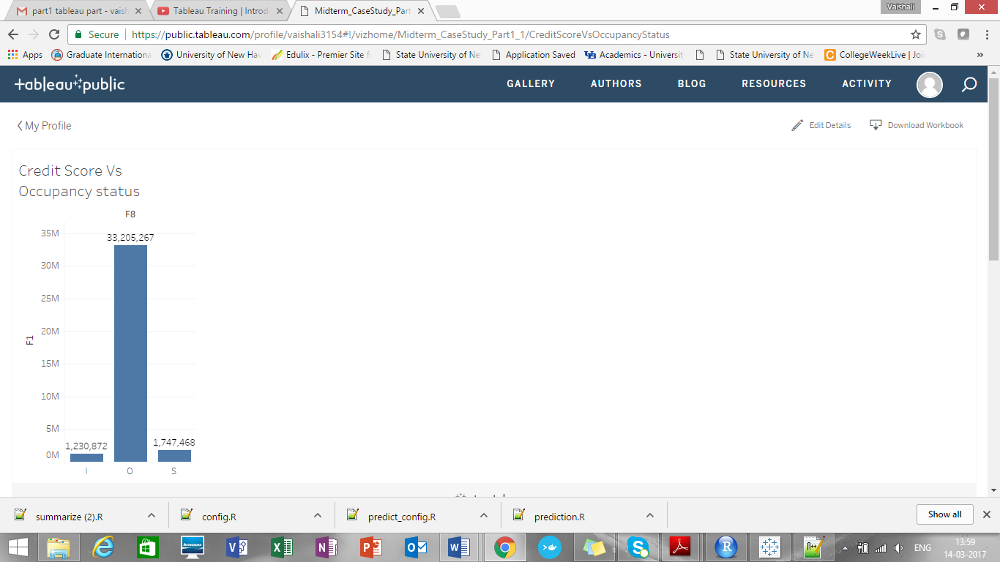 part1 tableau part - vaish
Tableau Training | Introd
Midterm_CaseStudy_Part
Vaishali
Secure
https://public.tableau.com/profile/vaishali3154#!/vizhome/Midterm_CaseStudy_Part1_1/CreditScoreVsOccupancyStatus
Apps
Graduate Internationa
University of New Hav
Edulix - Premier Site f
State University of Ne
Application Saved
Academics - Universit
State University of Ne
CollegeWeekLive | Joi
»
tableau public
GALLERY
AUTHORS
BLOG
RESOURCES
ACTIVITY
My Profile
Edit Details
Download Workbook
Credit Score Vs
Occupancy status
F8
35M
33,205,267
30M
25M
20M
F1
15M
10M
5M
1,230,872
1,747,468
0M
I
O
S
summarize (2).R
config.R
predict_config.R
prediction.R
Show all
ENG
13:59
14-03-2017